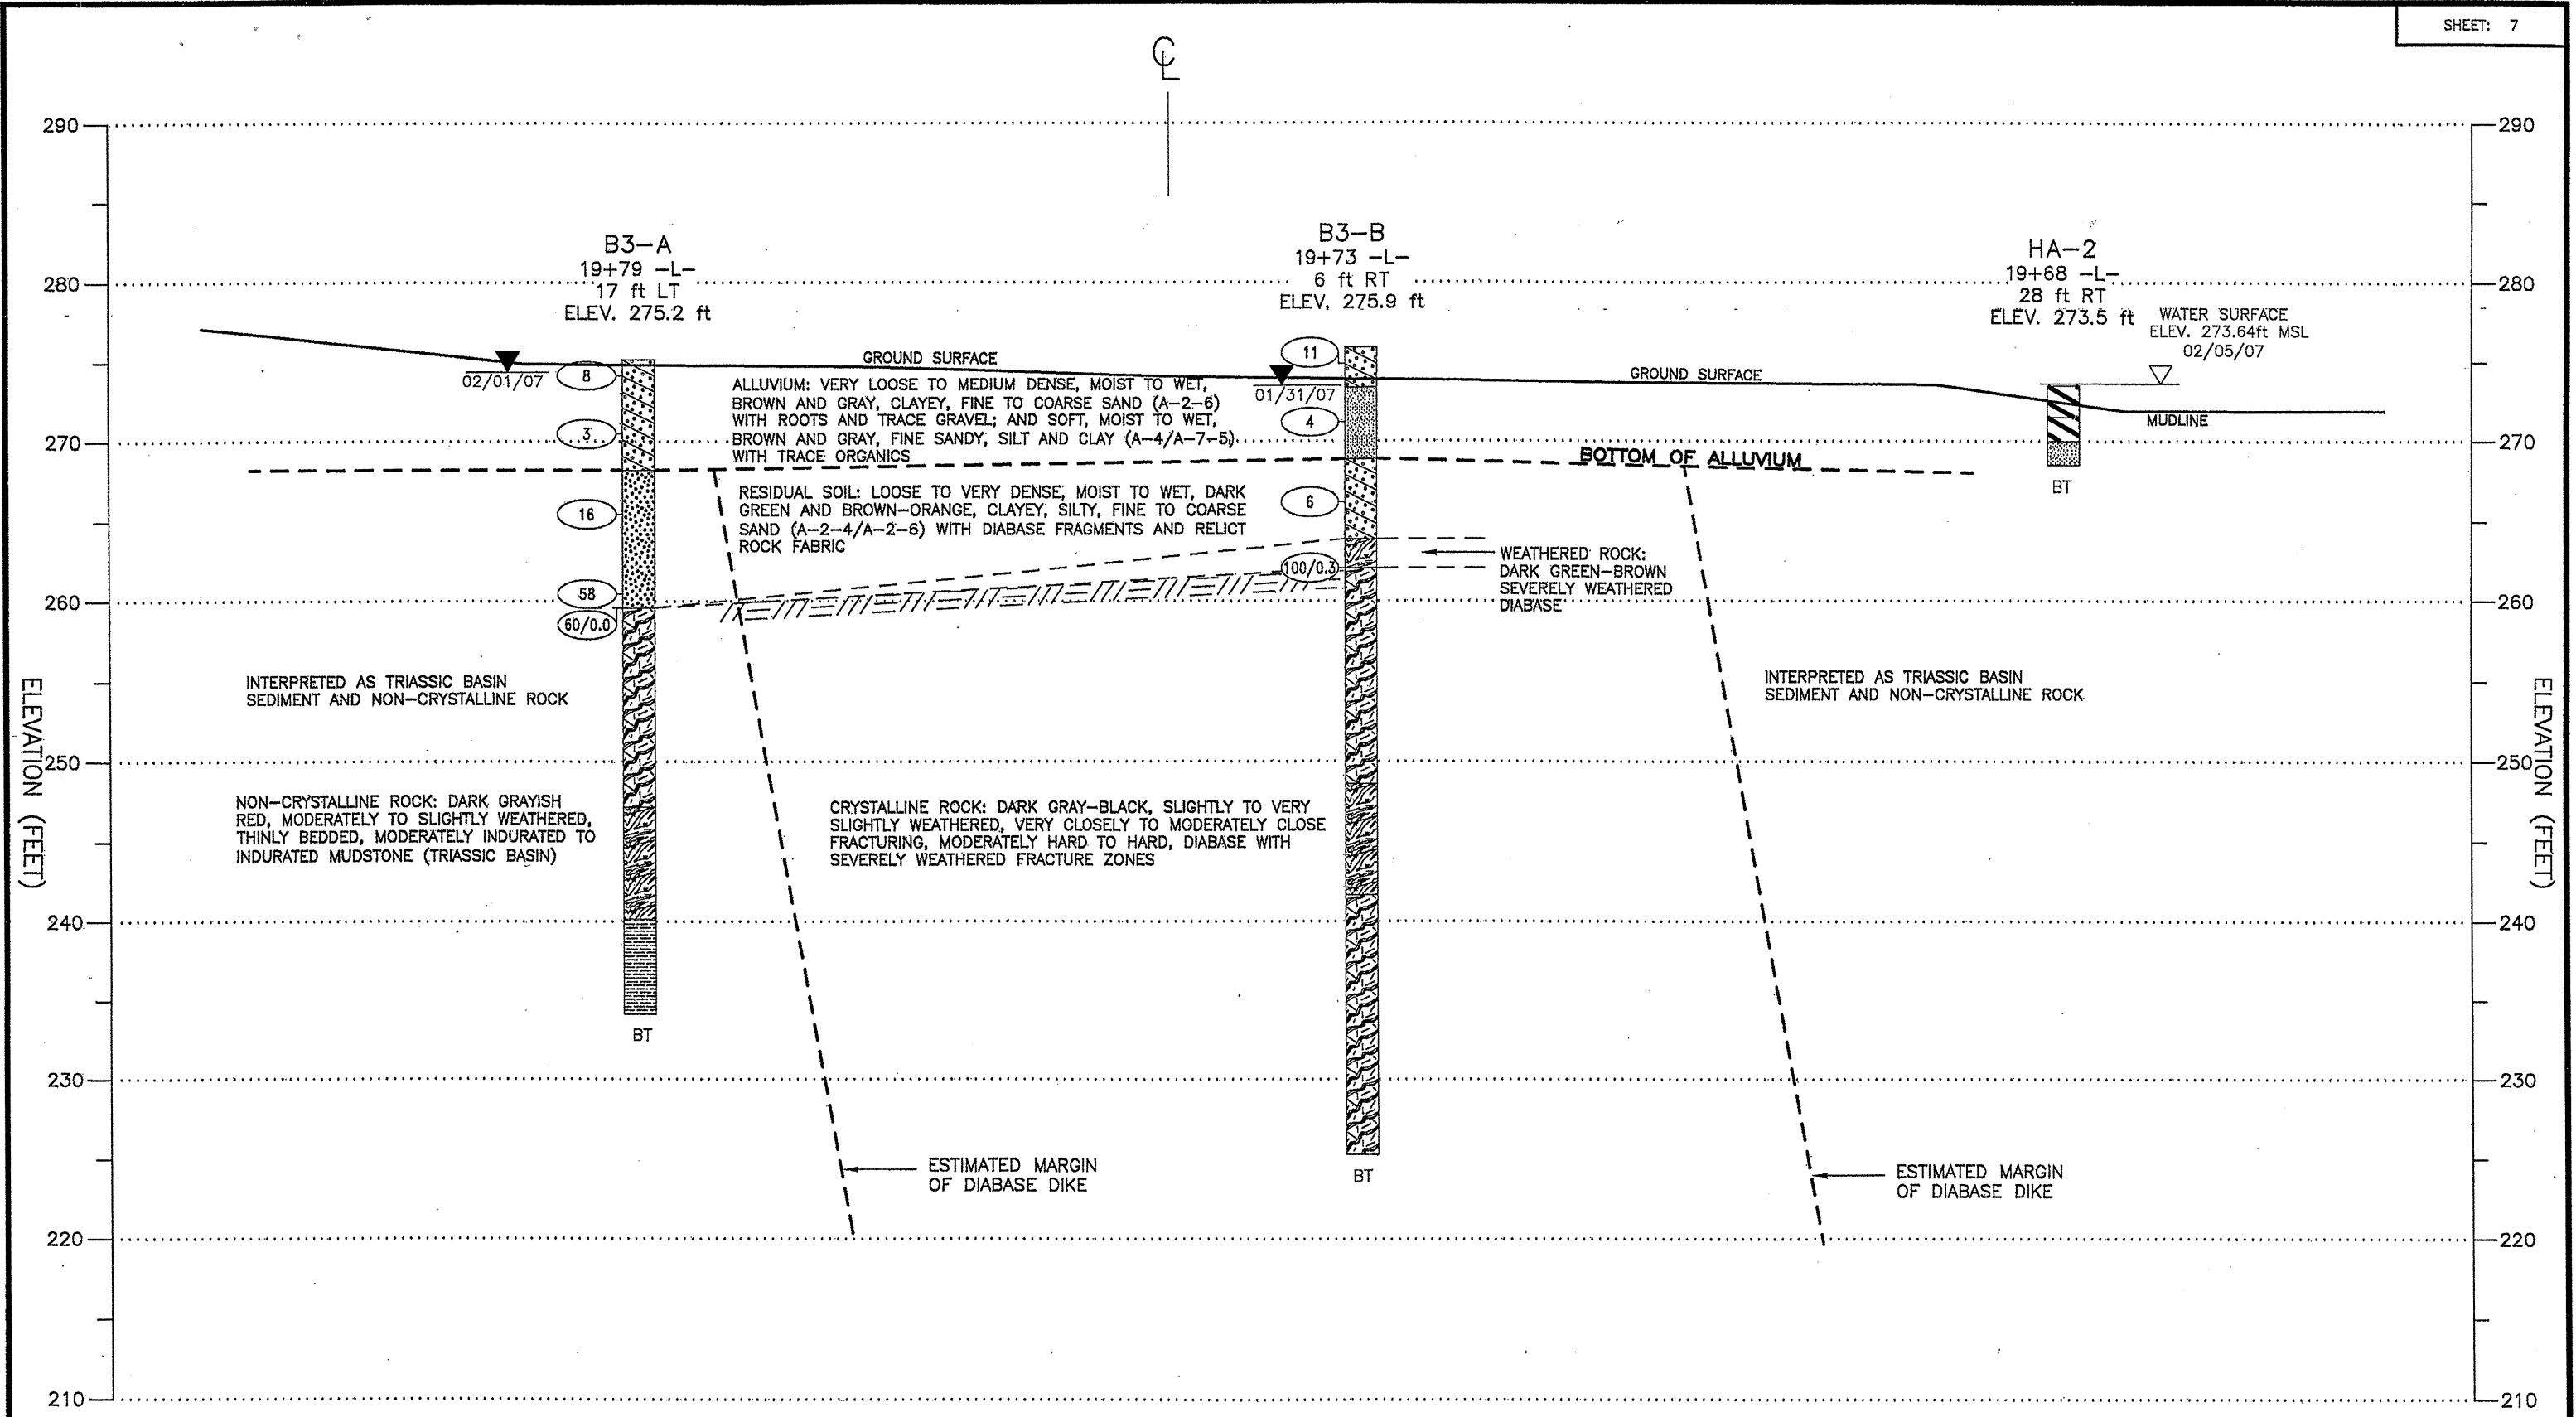 SHEET: 7
℄
290
290
B3-A
19+79 -L-
17 ft LT
ELEV. 275.2 ft
B3-B
19+73 -L-
6 ft RT
ELEV. 275.9 ft
HA-2
19+68 -L-
28 ft RT
ELEV. 273.5 ft
WATER SURFACE
ELEV. 273.64ft MSL
02/05/07
280
280
GROUND SURFACE
GROUND SURFACE
MUDLINE
02/01/07
01/31/07
8
3
16
58
60/0.0
11
4
6
100/0.3
ALLUVIUM: VERY LOOSE TO MEDIUM DENSE, MOIST TO WET,
BROWN AND GRAY, CLAYEY, FINE TO COARSE SAND (A-2-6)
WITH ROOTS AND TRACE GRAVEL; AND SOFT, MOIST TO WET,
BROWN AND GRAY, FINE SANDY, SILT AND CLAY (A-4/A-7-5)
WITH TRACE ORGANICS
270
270
BOTTOM OF ALLUVIUM
BT
RESIDUAL SOIL: LOOSE TO VERY DENSE, MOIST TO WET, DARK
GREEN AND BROWN-ORANGE, CLAYEY, SILTY, FINE TO COARSE
SAND (A-2-4/A-2-6) WITH DIABASE FRAGMENTS AND RELICT
ROCK FABRIC
WEATHERED ROCK:
DARK GREEN-BROWN
SEVERELY WEATHERED
DIABASE
260
260
INTERPRETED AS TRIASSIC BASIN
SEDIMENT AND NON-CRYSTALLINE ROCK
INTERPRETED AS TRIASSIC BASIN
SEDIMENT AND NON-CRYSTALLINE ROCK
ELEVATION (FEET)
ELEVATION (FEET)
250
250
NON-CRYSTALLINE ROCK: DARK GRAYISH
RED, MODERATELY TO SLIGHTLY WEATHERED,
THINLY BEDDED, MODERATELY INDURATED TO
INDURATED MUDSTONE (TRIASSIC BASIN)
CRYSTALLINE ROCK: DARK GRAY-BLACK, SLIGHTLY TO VERY
SLIGHTLY WEATHERED, VERY CLOSELY TO MODERATELY CLOSE
FRACTURING, MODERATELY HARD TO HARD, DIABASE WITH
SEVERELY WEATHERED FRACTURE ZONES
240
240
BT
230
230
ESTIMATED MARGIN
OF DIABASE DIKE
BT
ESTIMATED MARGIN
OF DIABASE DIKE
220
220
210
210